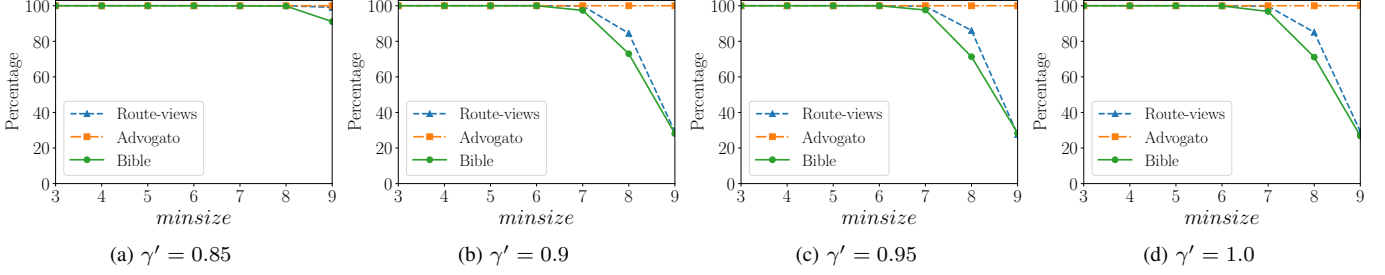 100
80
60
40
20
0
Percentage
Route-views
Advogato
Bible
3 4 5 6 7 8 9
minsize
(a) γ′ = 0.85
100
80
60
40
20
0
Percentage
Route-views
Advogato
Bible
3 4 5 6 7 8 9
minsize
(b) γ′ = 0.9
100
80
60
40
20
0
Percentage
Route-views
Advogato
Bible
3 4 5 6 7 8 9
minsize
(c) γ′ = 0.95
100
80
60
40
20
0
Percentage
Route-views
Advogato
Bible
3 4 5 6 7 8 9
minsize
(d) γ′ = 1.0